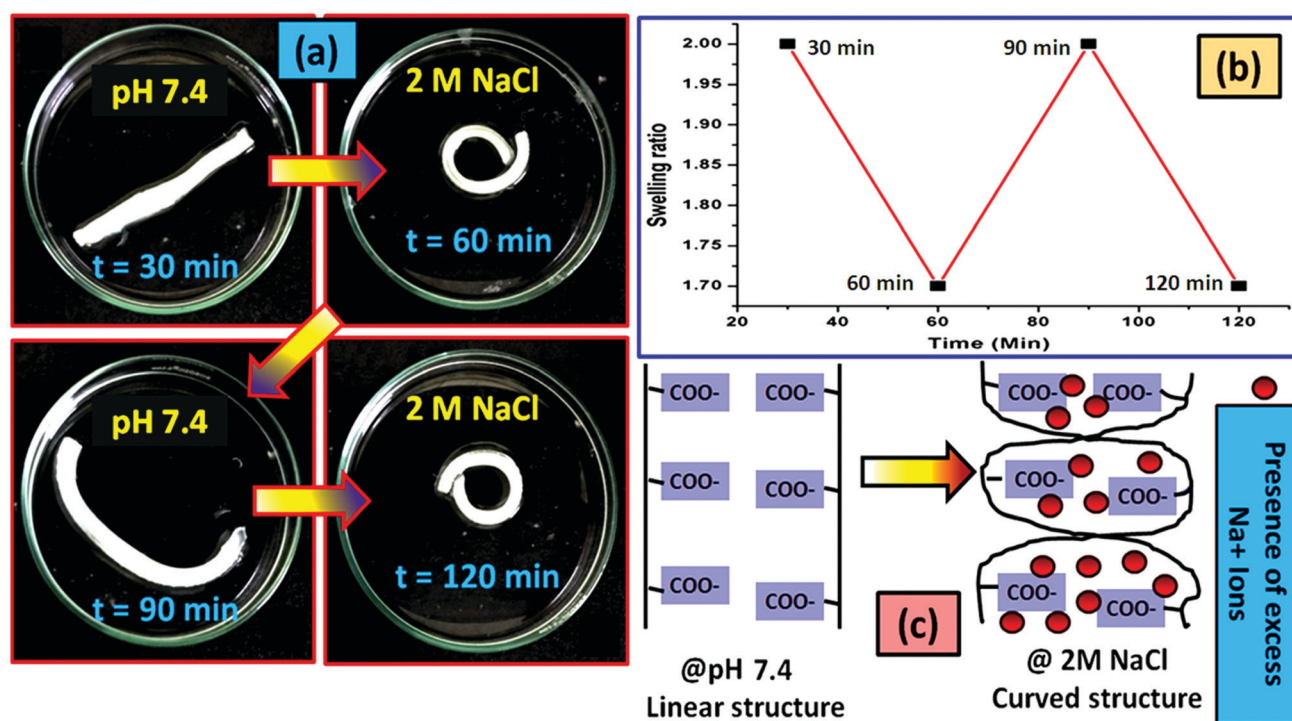 (a)
pH 7.4
t = 30 min
2 M NaCl
t = 60 min
pH 7.4
t = 90 min
2 M NaCl
t = 120 min
(b)
Swelling ratio
2.00
1.95
1.90
1.85
1.80
1.75
1.70
30 min
90 min
60 min
120 min
20
40
60
80
100
120
Time (Min)
COO-
COO-
COO-
COO-
COO-
COO-
@pH 7.4
Linear structure
(c)
COO-
COO-
COO-
COO-
COO-
COO-
@ 2M NaCl
Curved structure
Presence of excess
Na+ Ions